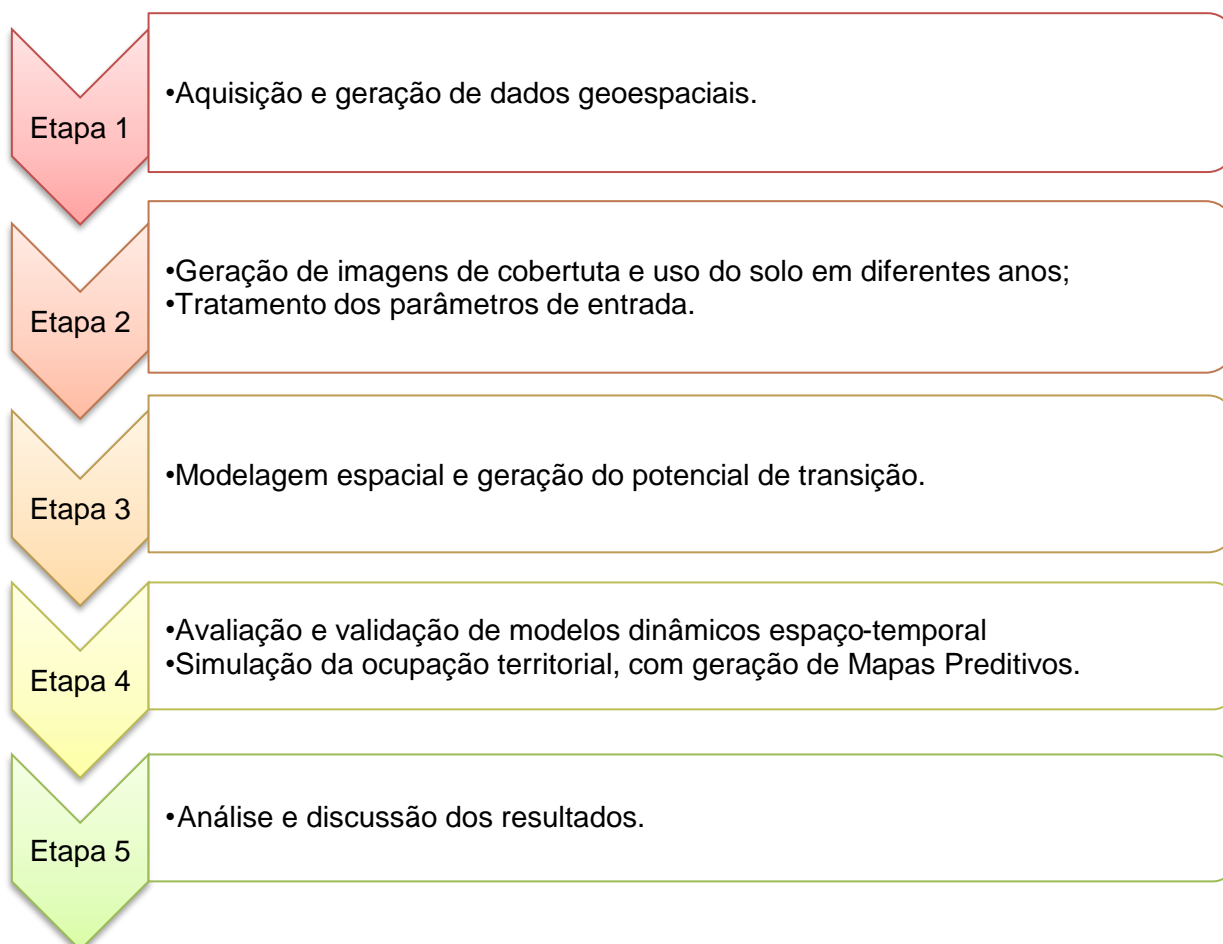 Etapa 1
•Aquisição e geração de dados geoespaciais.
Etapa 2
•Geração de imagens de cobertuta e uso do solo em diferentes anos;
•Tratamento dos parâmetros de entrada.
Etapa 3
•Modelagem espacial e geração do potencial de transição.
Etapa 4
•Avaliação e validação de modelos dinâmicos espaço-temporal
•Simulação da ocupação territorial, com geração de Mapas Preditivos.
Etapa 5
•Análise e discussão dos resultados.